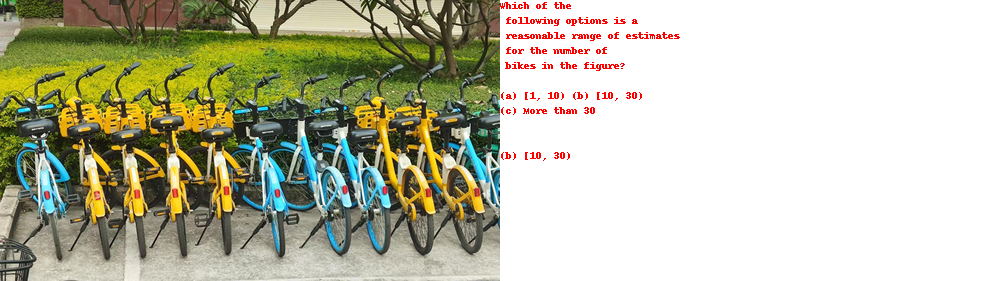 Which of the
following options is a
reasonable range of estimates
for the number of
bikes in the figure?
(a) [1, 10) (b) [10, 30)
(c) More than 30
(b) [10, 30)